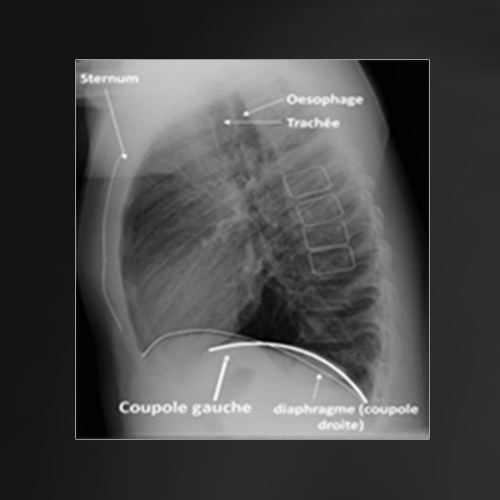 Sternum
Oesophage
Trachée
Coupole gauche
diaphragme (coupole
droite)